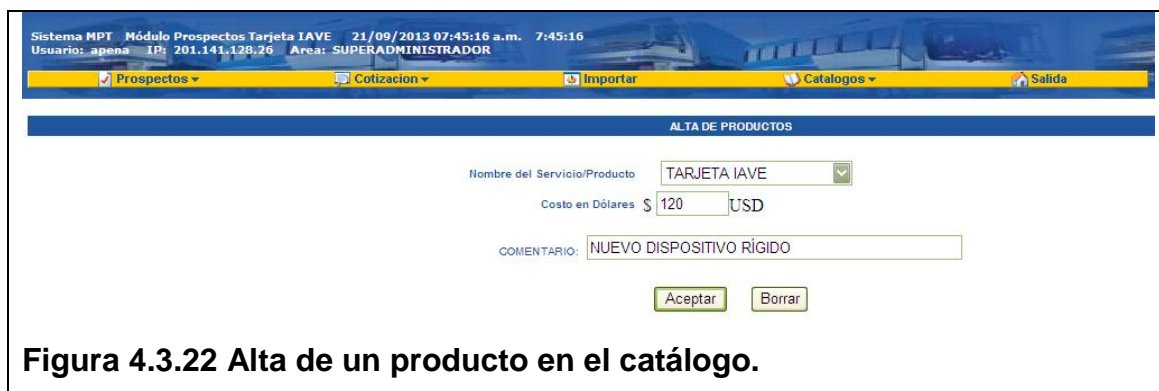 Sistema MPT Módulo Prospectos Tarjeta IAVE 21/09/2013 07:45:16 a.m. 7:45:16
Usuario: apena IP: 201.141.128.26 Area: SUPERADMINISTRADOR
Prospectos Cotizacion Importar Catalogos Salida
ALTA DE PRODUCTOS
Nombre del Servicio/Producto TARJETA IAVE
Costo en Dólares $ 120 USD
COMENTARIO: NUEVO DISPOSITIVO RÍGIDO
Aceptar Borrar
Figura 4.3.22 Alta de un producto en el catálogo.